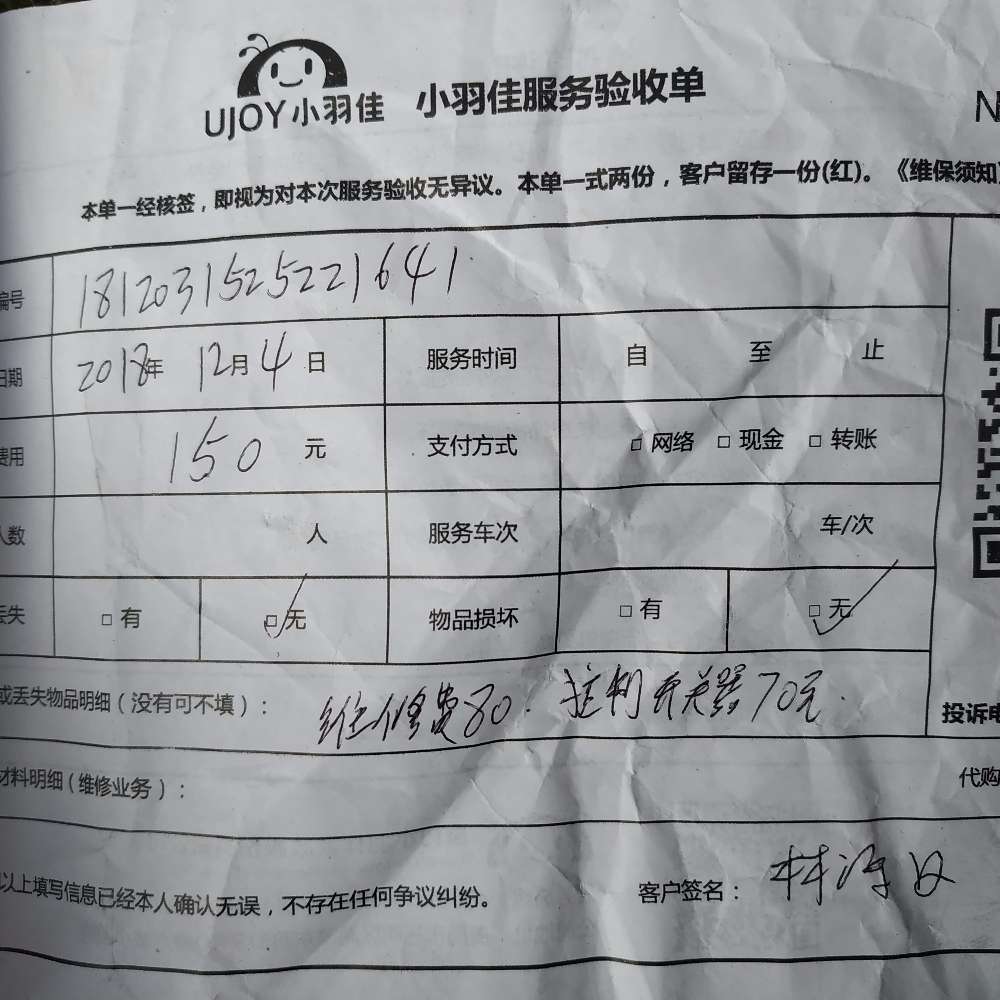 UJOY小羽佳 小羽佳服务验收单
N
本单一经核签，即视为对本次服务验收无异议。本单一式两份，客户留存一份(红)。《维保须知
编号 1812031525221641
日期 2018年 12月4日 服务时间 自 至 止
费用 150 元 支付方式 □网络 □现金 □转账
人数 人 服务车次 车/次
丢失 □有 □无 物品损坏 □有 □无
或丢失物品明细（没有可不填）： 维修费80. 控制开关器70元.
投诉电
材料明细（维修业务）：
代购
以上填写信息已经本人确认无误，不存在任何争议纠纷。 客户签名： 林